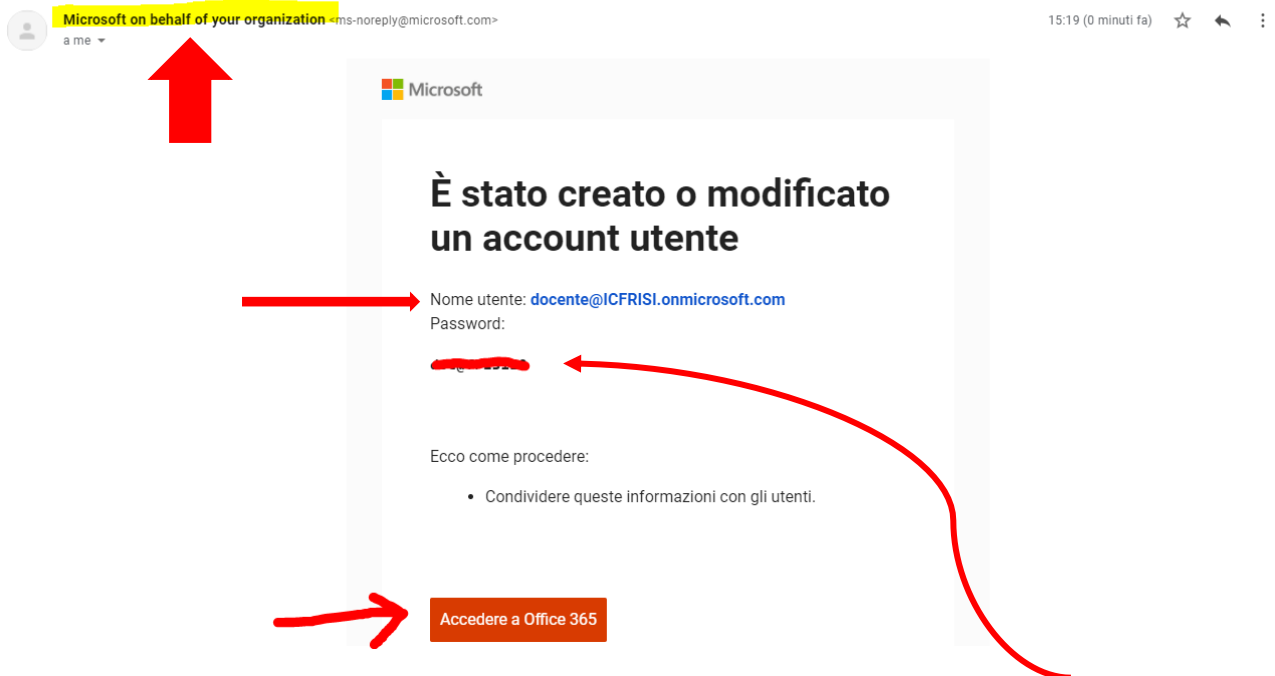 Microsoft on behalf of your organization <ms-noreply@microsoft.com>
15:19 (0 minuti fa)
a me
Microsoft
È stato creato o modificato
un account utente
Nome utente: docente@ICFRISI.onmicrosoft.com
Password:
Ecco come procedere:
• Condividere queste informazioni con gli utenti.
Accedere a Office 365